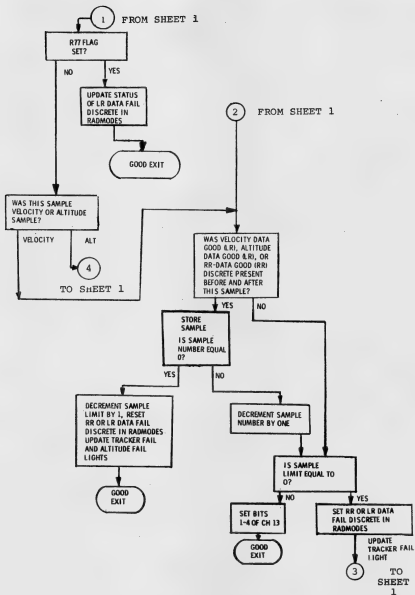 1
FROM SHEET 1
R77 FLAG
SET?
NO
YES
UPDATE STATUS
OF LR DATA FAIL
DISCRETE IN
RADMODES
GOOD EXIT
2
FROM SHEET 1
WAS THIS SAMPLE
VELOCITY OR ALTITUDE
SAMPLE?
VELOCITY
ALT
4
TO SHEET 1
WAS VELOCITY DATA
GOOD (LR), ALTITUDE
DATA GOOD (LR), OR
RR-DATA GOOD (RR)
DISCRETE PRESENT
BEFORE AND AFTER
THIS SAMPLE?
YES
NO
STORE
SAMPLE
IS SAMPLE
NUMBER EQUAL
0?
YES
NO
DECREMENT SAMPLE
LIMIT BY 1, RESET
RR OR LR DATA FAIL
DISCRETE IN RADMODES
UPDATE TRACKER FAIL
AND ALTITUDE FAIL
LIGHTS
GOOD
EXIT
DECREMENT SAMPLE
NUMBER BY ONE
IS SAMPLE
LIMIT EQUAL TO
0?
NO
YES
SET BITS
1-4 OF CH 13
GOOD
EXIT
SET RR OR LR DATA
FAIL DISCRETE IN
RADMODES
UPDATE
TRACKER FAIL
LIGHT
3
TO
SHEET
1